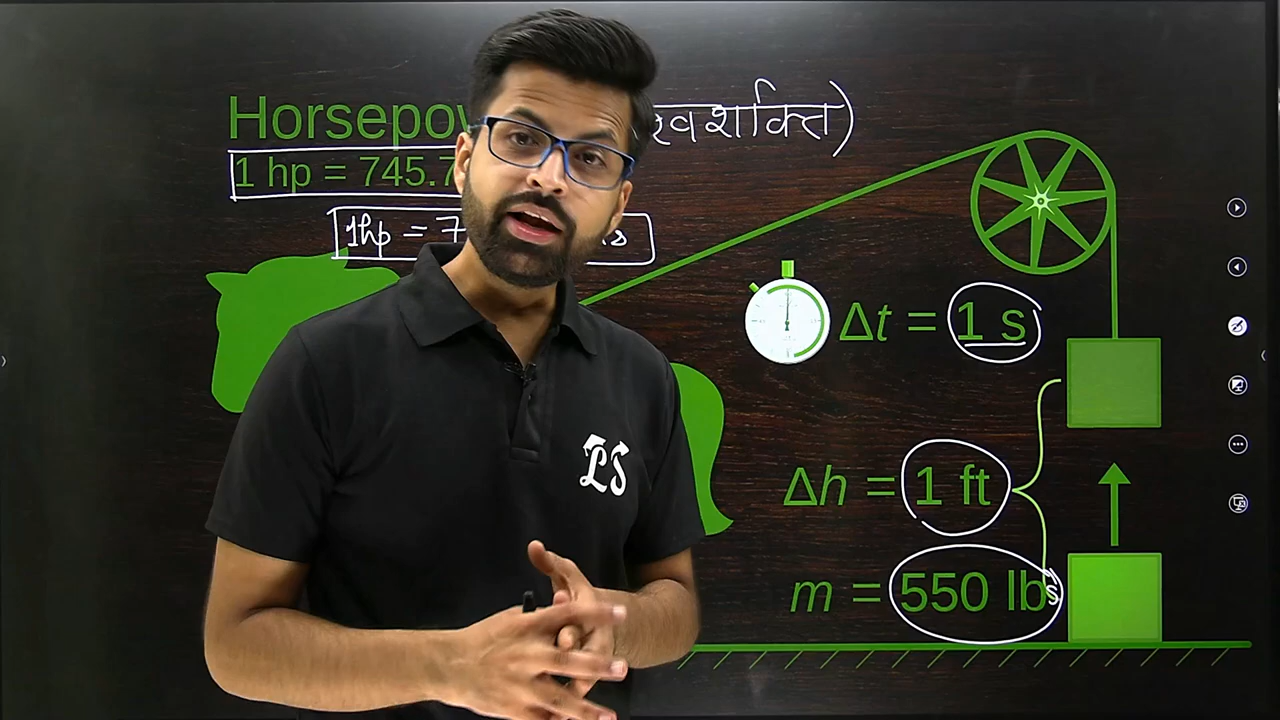 Horsepow
शक्ति)
1 hp = 745.7
1hp = 7
Δt = 1 s
Δh = 1 ft
m = 550 lbs
LS